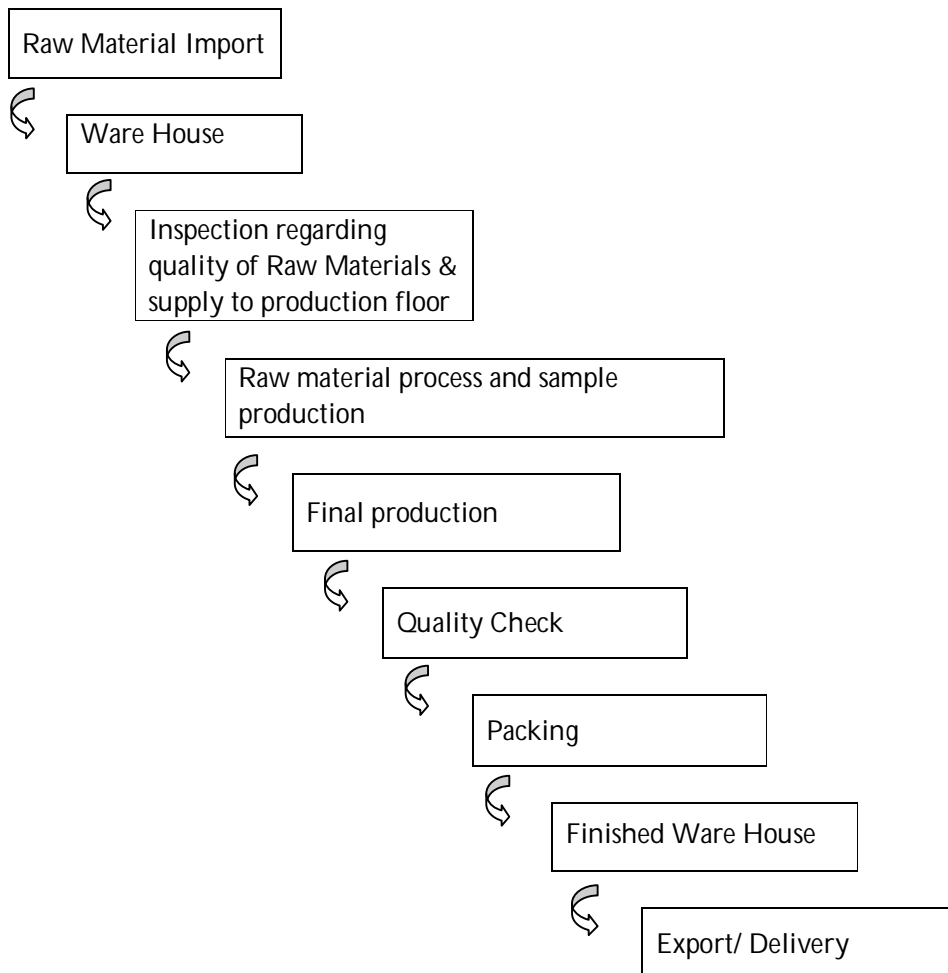 Raw Material Import
Ware House
Inspection regarding
quality of Raw Materials &
supply to production floor
Raw material process and sample
production
Final production
Quality Check
Packing
Finished Ware House
Export/ Delivery